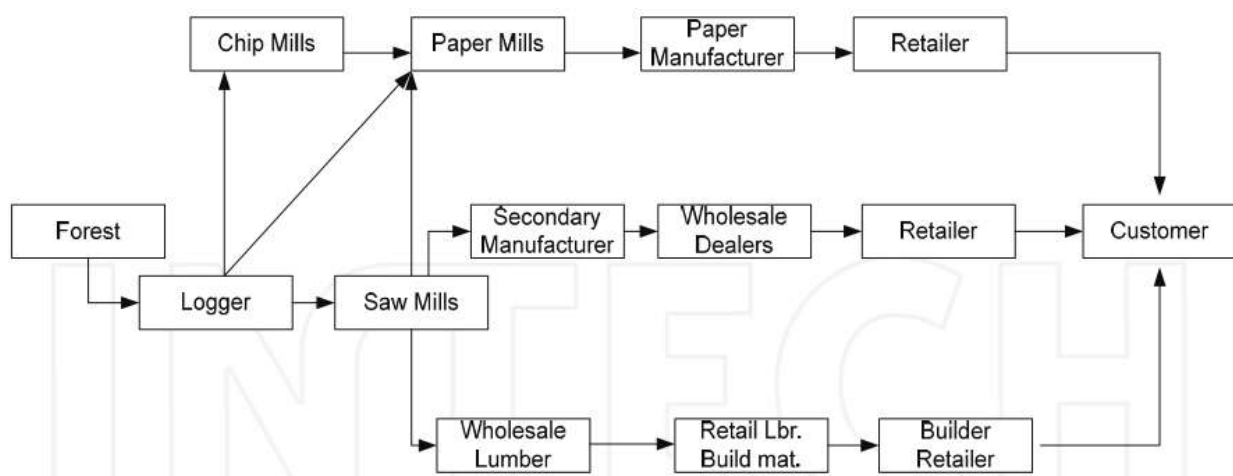 Chip Mills
Paper Mills
Paper
Manufacturer
Retailer
Forest
Secondary
Manufacturer
Wholesale
Dealers
Retailer
Customer
Logger
Saw Mills
Wholesale
Lumber
Retail Lbr.
Build mat.
Builder
Retailer
INTECH